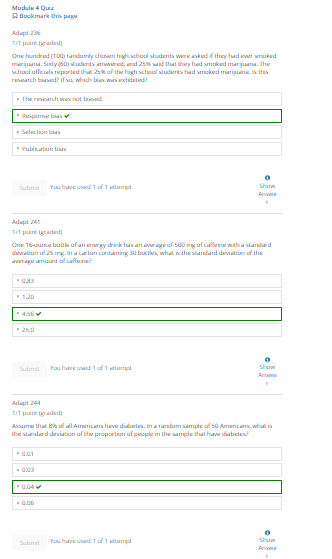 Module 4 Quiz
Bookmark this page
Adapt 236
1/1 point (graded)
One hundred (100) randomly chosen high school students were asked if they had ever smoked
marijuana. Sixty (60) students answered, and 25% said that they had smoked marijuana. The
school officials reported that 25% of the high school students had smoked marijuana. Is this
research biased? If so, which bias was exhibited?
The research was not biased.
Response bias ✔
Selection bias
Publication bias
Submit
You have used 1 of 1 attempt
Show
Answe
r
Adapt 241
1/1 point (graded)
One 16-ounce bottle of an energy drink has an average of 500 mg of caffeine with a standard
deviation of 25 mg. In a carton containing 30 bottles, what is the standard deviation of the
average amount of caffeine?
0.83
1.20
4.56 ✔
25.0
Submit
You have used 1 of 1 attempt
Show
Answe
r
Adapt 244
1/1 point (graded)
Assume that 8% of all Americans have diabetes. In a random sample of 50 Americans, what is
the standard deviation of the proportion of people in the sample that have diabetes?
0.01
0.03
0.04 ✔
0.06
Submit
You have used 1 of 1 attempt
Show
Answe
r